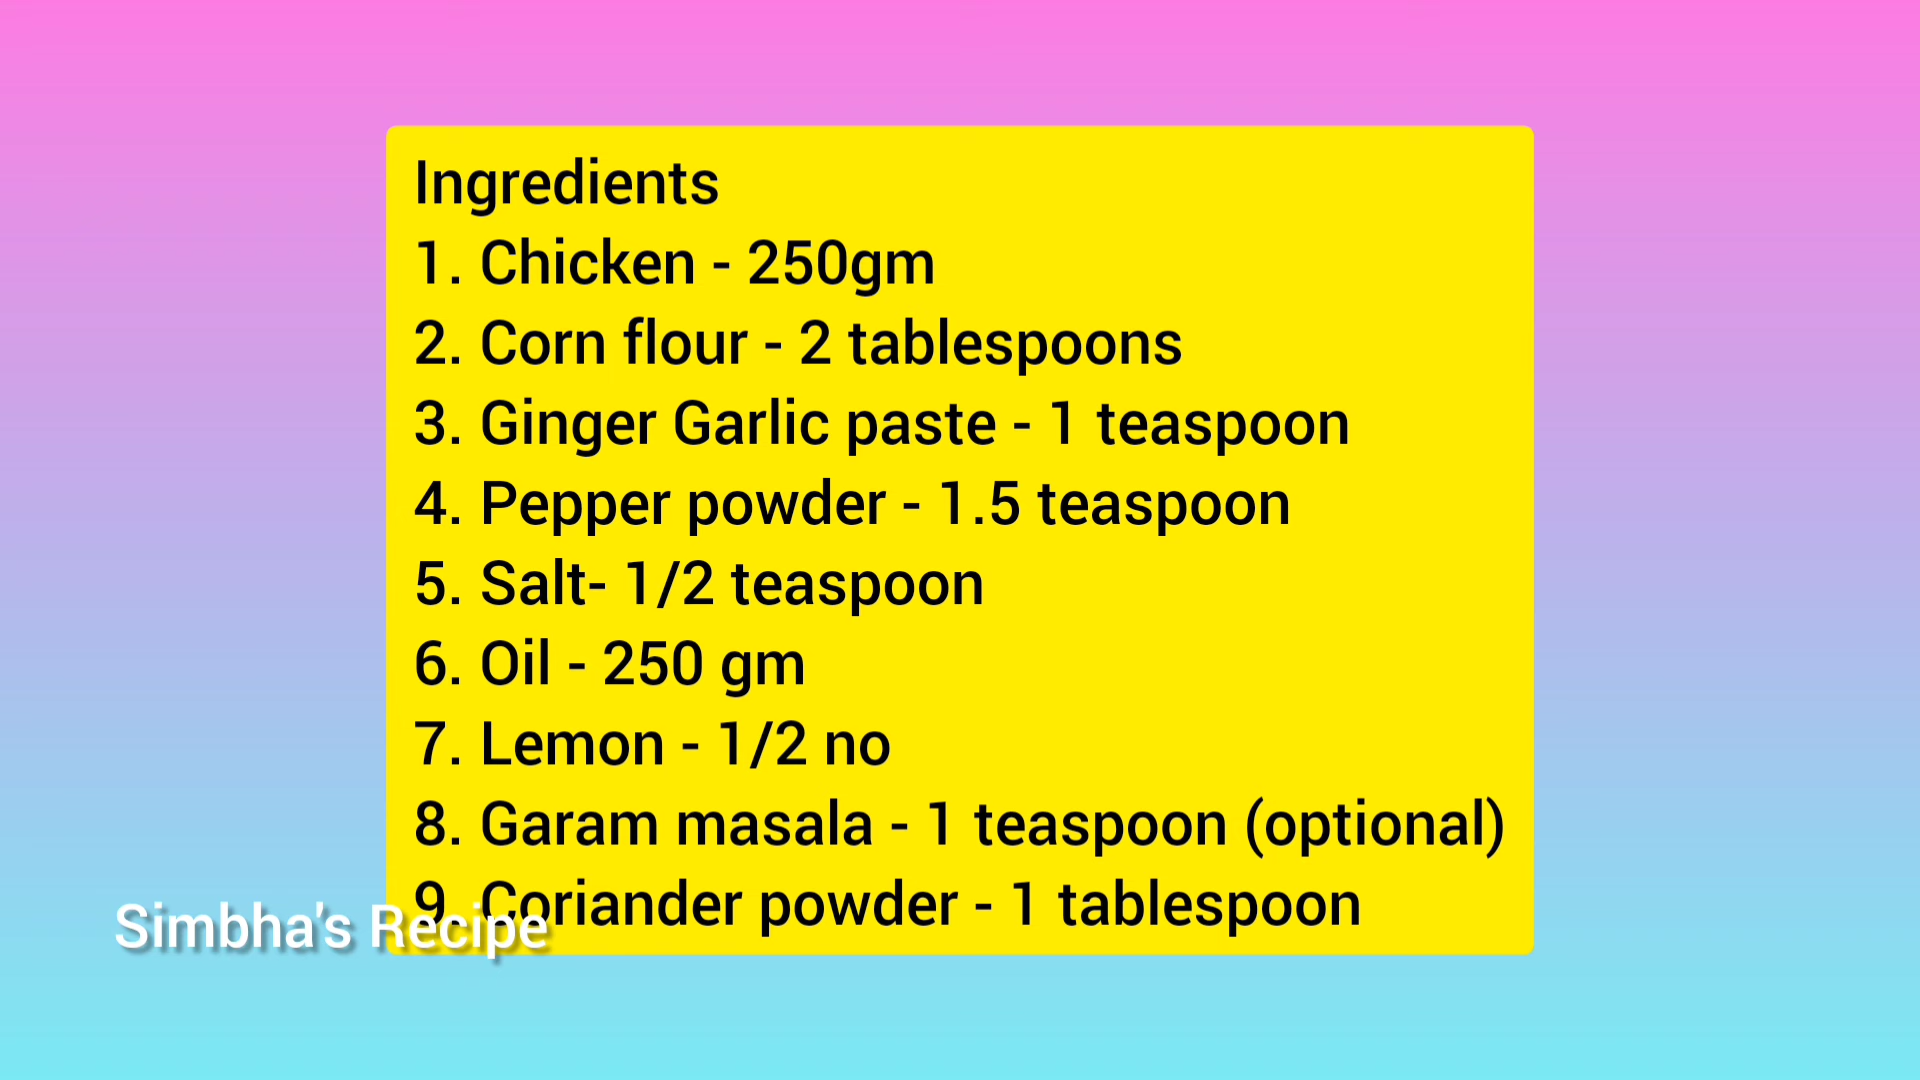 Ingredients
1. Chicken - 250gm
2. Corn flour - 2 tablespoons
3. Ginger Garlic paste - 1 teaspoon
4. Pepper powder - 1.5 teaspoon
5. Salt- 1/2 teaspoon
6. Oil - 250 gm
7. Lemon - 1/2 no
8. Garam masala - 1 teaspoon (optional)
9. Coriander powder - 1 tablespoon
Simbha's Recipe